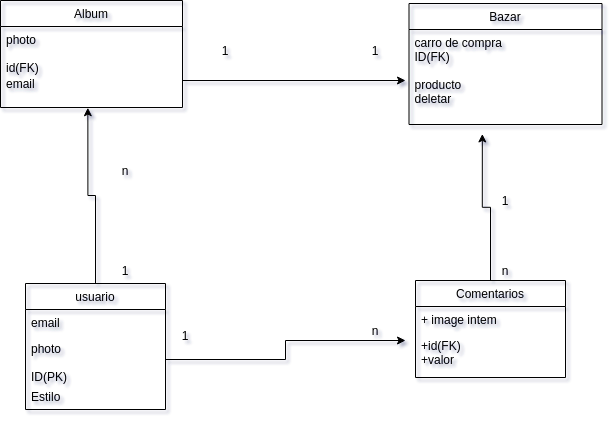 Album
photo
id(FK)
email
1
1
Bazar
carro de compra
ID(FK)
producto
deletar
n
1
1
n
usuario
email
photo
ID(PK)
Estilo
1
n
Comentarios
+ image intem
+id(FK)
+valor